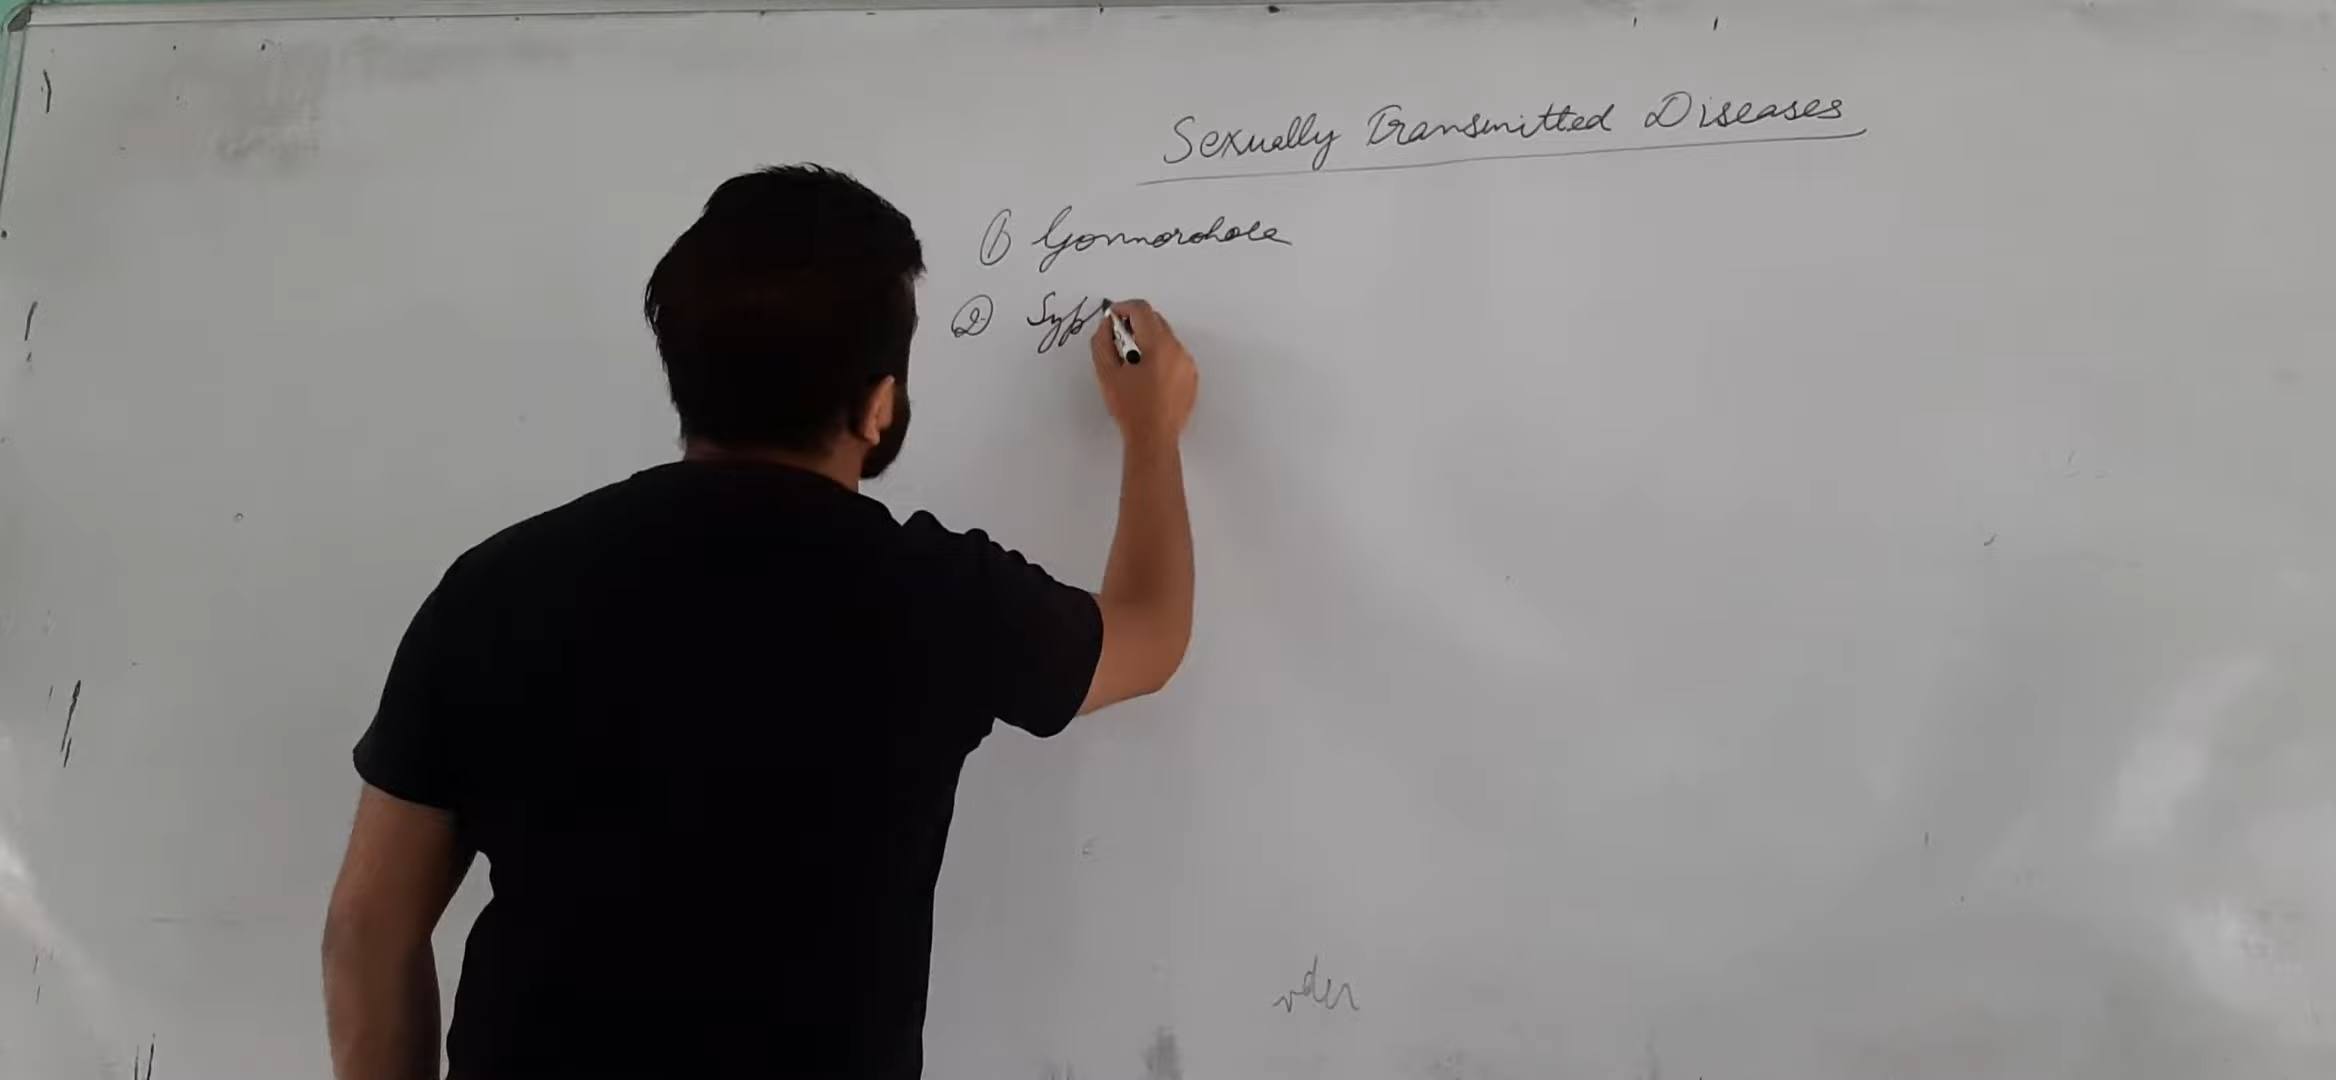 Sexually Transmitted Diseases
① Gonnorohoea
② Syph